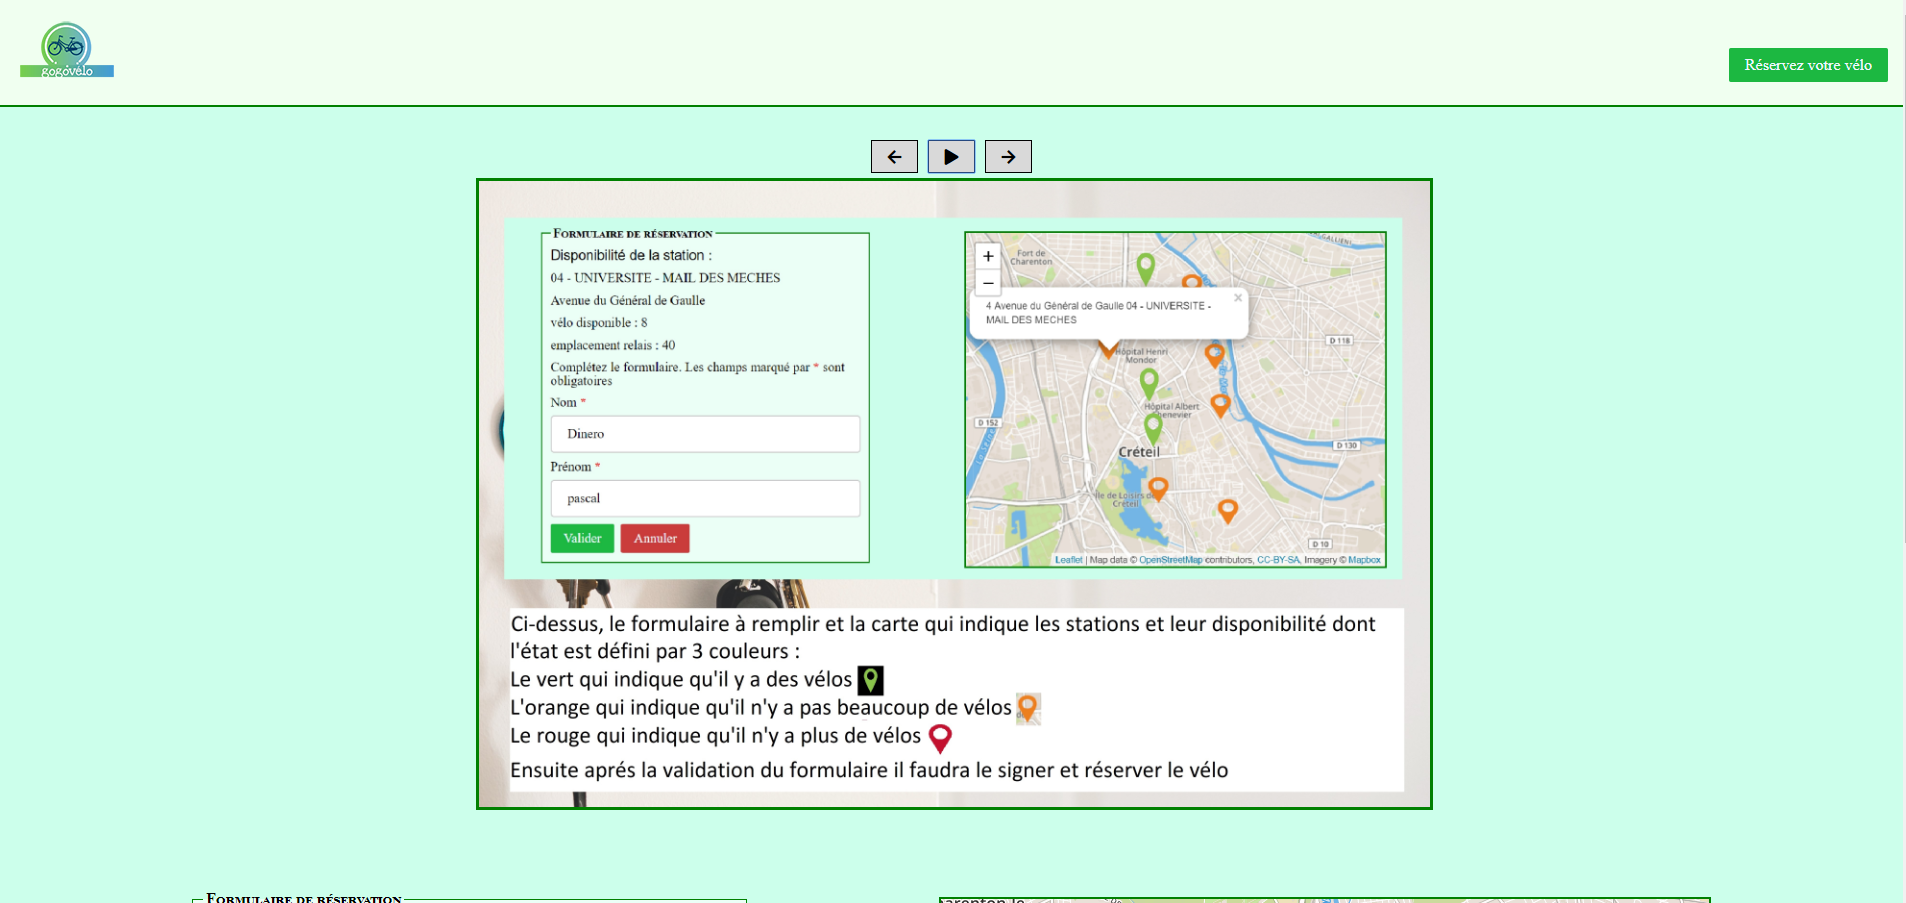 gogovélo
Réservez votre vélo
FORMULAIRE DE RÉSERVATION
Disponibilité de la station :
04 - UNIVERSITE - MAIL DES MECHES
Avenue du Général de Gaulle
vélo disponible : 8
emplacement relais : 40
Complétez le formulaire. Les champs marqué par * sont
obligatoires
Nom *
Dinero
Prénom *
pascal
Valider Annuler
+
−
Fort de
Charenton
GALLIENI
4 Avenue du Général de Gaulle 04 - UNIVERSITE -
MAIL DES MECHES
×
Hôpital Henri
Mondor
D 118
Hôpital Albert
Chenevier
D 152
La Seine
D 130
Créteil
Ile de Loisirs de
Créteil
D 10
Leaflet | Map data © OpenStreetMap contributors, CC-BY-SA, Imagery © Mapbox
Ci-dessus, le formulaire à remplir et la carte qui indique les stations et leur disponibilité dont
l'état est défini par 3 couleurs :
Le vert qui indique qu'il y a des vélos
L'orange qui indique qu'il n'y a pas beaucoup de vélos
Le rouge qui indique qu'il n'y a plus de vélos
Ensuite aprés la validation du formulaire il faudra le signer et réserver le vélo
FORMULAIRE DE RÉSERVATION
harenton-le